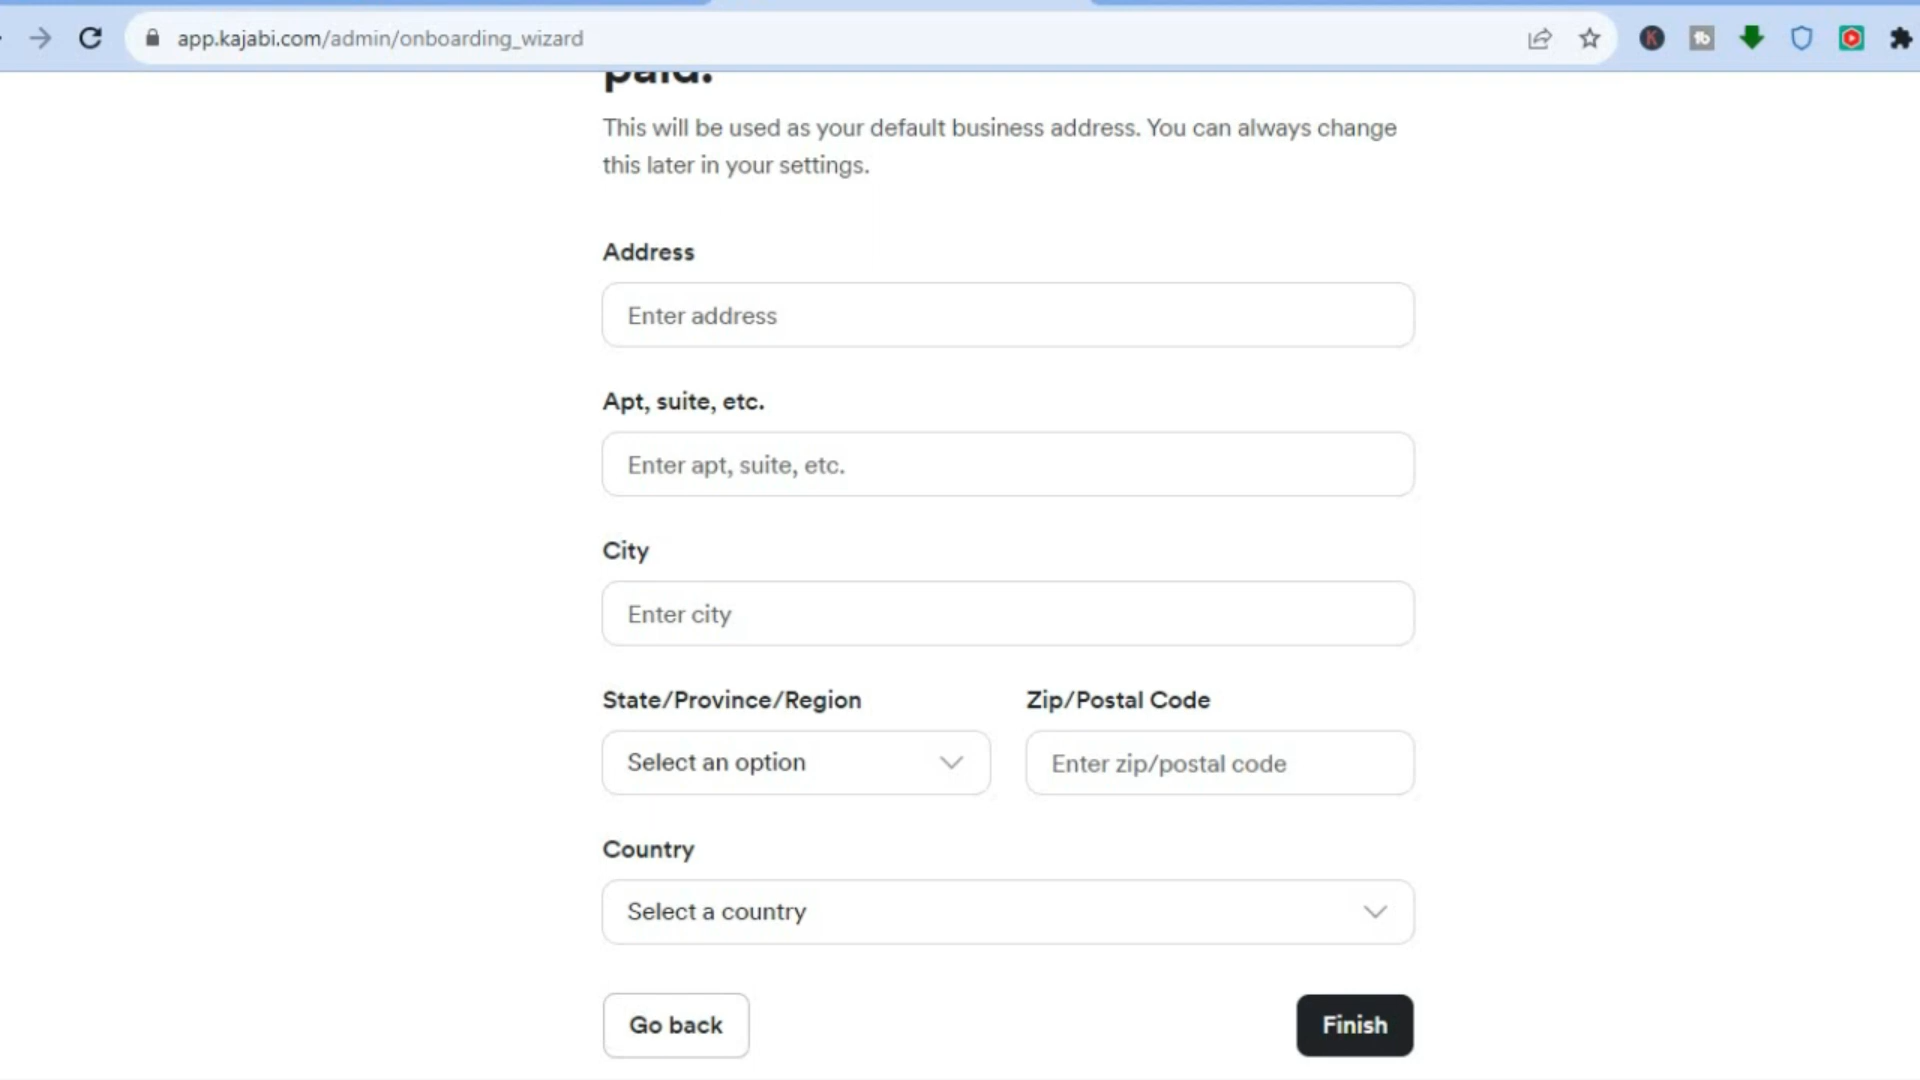 app.kajabi.com/admin/onboarding_wizard
paid.
This will be used as your default business address. You can always change
this later in your settings.
Address
Enter address
Apt, suite, etc.
Enter apt, suite, etc.
City
Enter city
State/Province/Region
Zip/Postal Code
Select an option
Enter zip/postal code
Country
Select a country
Go back
Finish